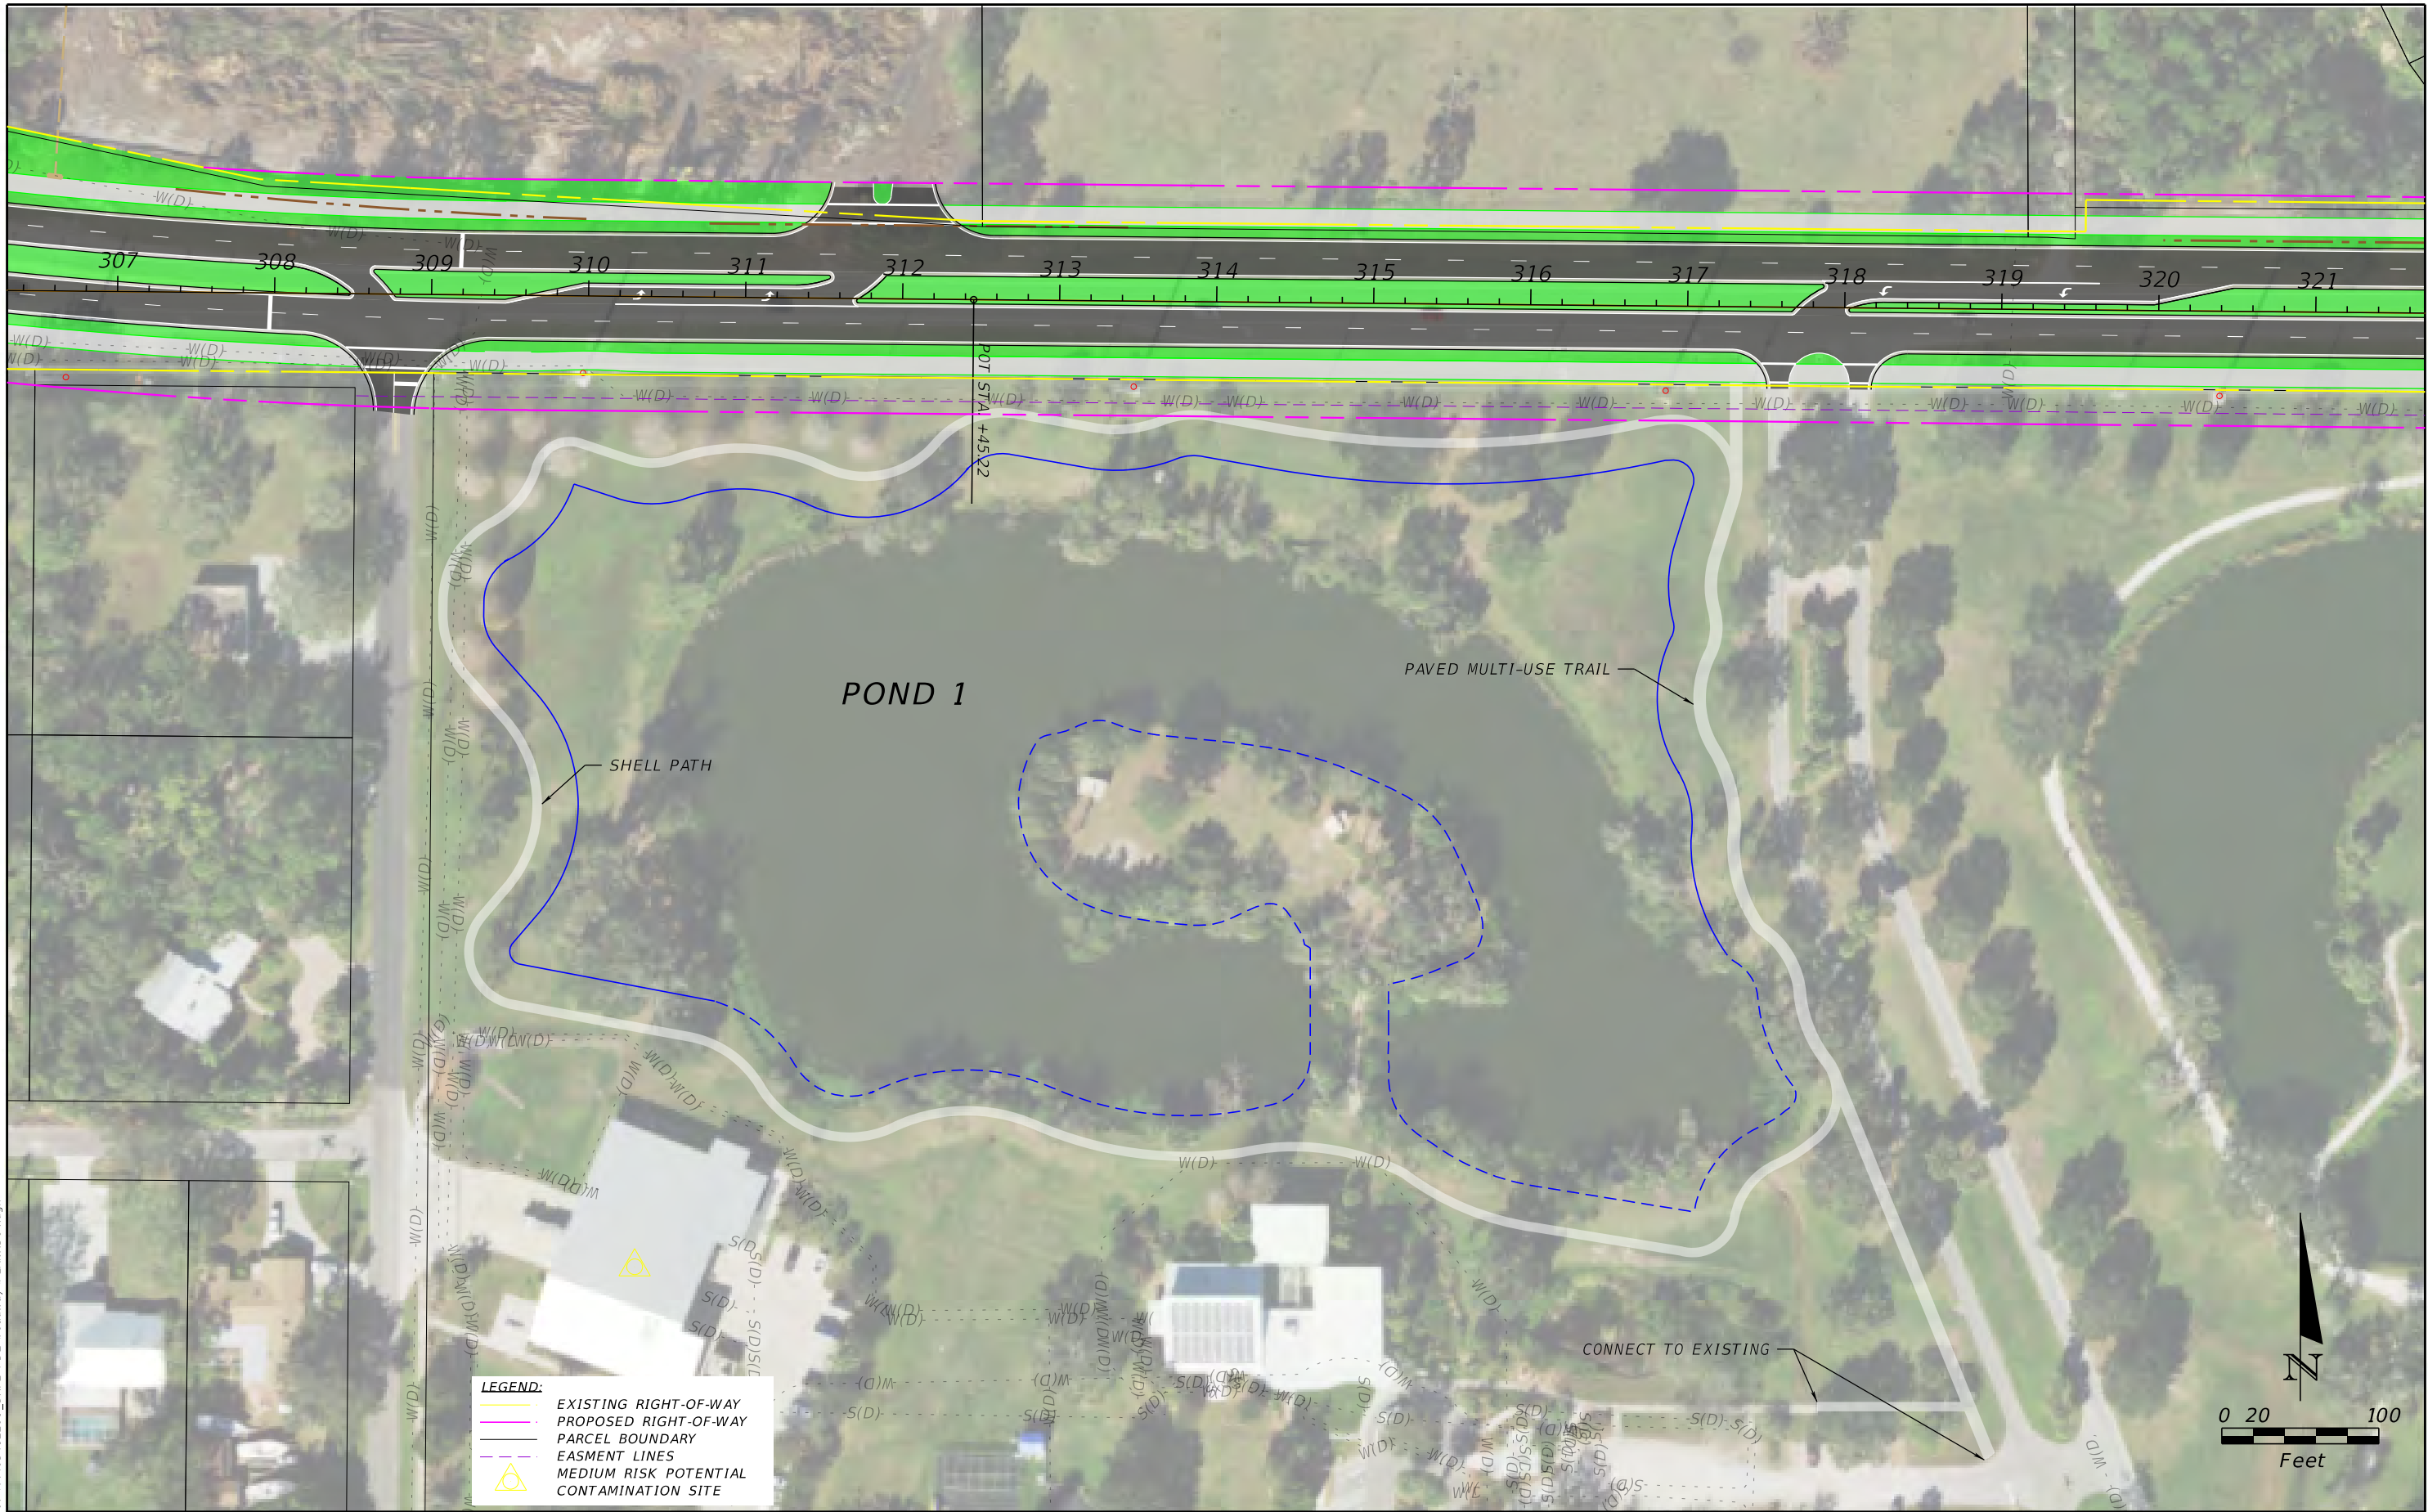 307 308 309 310 311 312 313 314 315 316 317 318 319 320 321
POT STA +45.22
POND 1
PAVED MULTI-USE TRAIL
SHELL PATH
CONNECT TO EXISTING
N
0 20 100
Feet
LEGEND:
EXISTING RIGHT-OF-WAY
PROPOSED RIGHT-OF-WAY
PARCEL BOUNDARY
EASMENT LINES
MEDIUM RISK POTENTIAL
CONTAMINATION SITE
W(D)
S(D)